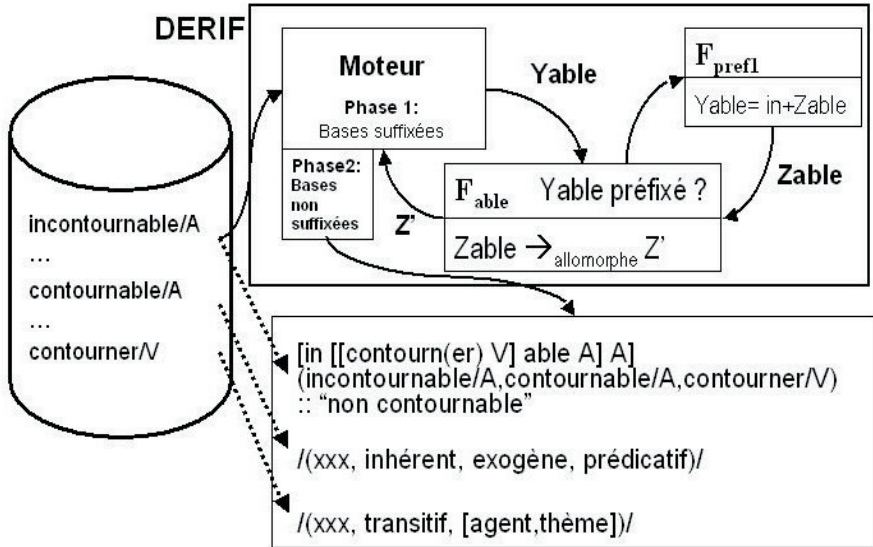 DERIF
Moteur
Phase 1:
Bases suffixées
Phase2:
Bases
non
suffixées
Yable
F pref1
Yable= in+Zable
Zable
F able Yable préfixé ?
Zable → allomorphe Z'
Z'
incontournable/A
...
contournable/A
...
contourner/V
[in [[contourn(er) V] able A] A]
(incontournable/A,contournable/A,contourner/V)
:: "non contournable"
/(xxx, inhérent, exogène, prédicatif)/
/(xxx, transitif, [agent,thème])/